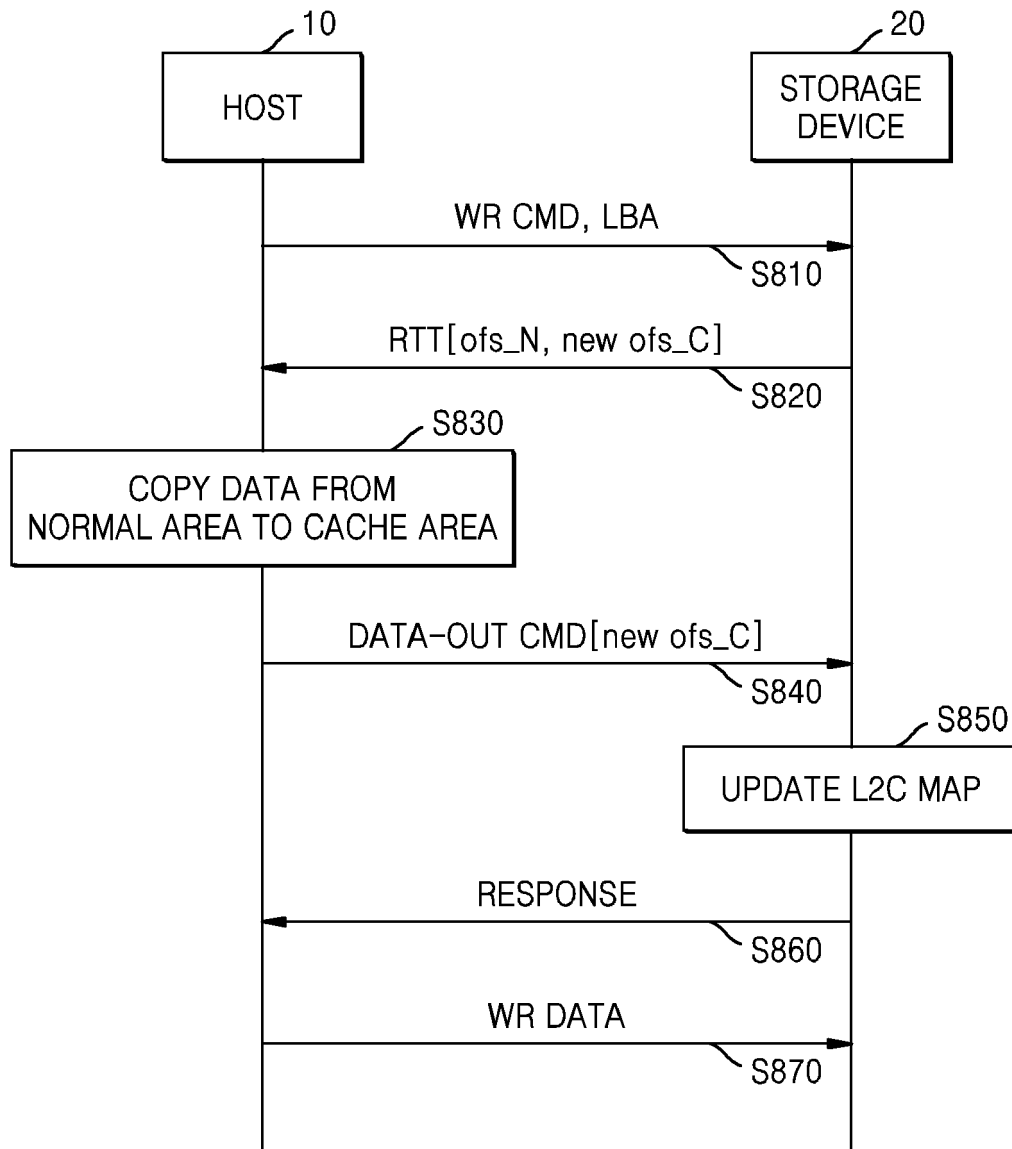 10
HOST
20
STORAGE
DEVICE
WR CMD, LBA
S810
RTT[ofs_N, new ofs_C]
S820
S830
COPY DATA FROM
NORMAL AREA TO CACHE AREA
DATA-OUT CMD[new ofs_C]
S840
S850
UPDATE L2C MAP
RESPONSE
S860
WR DATA
S870